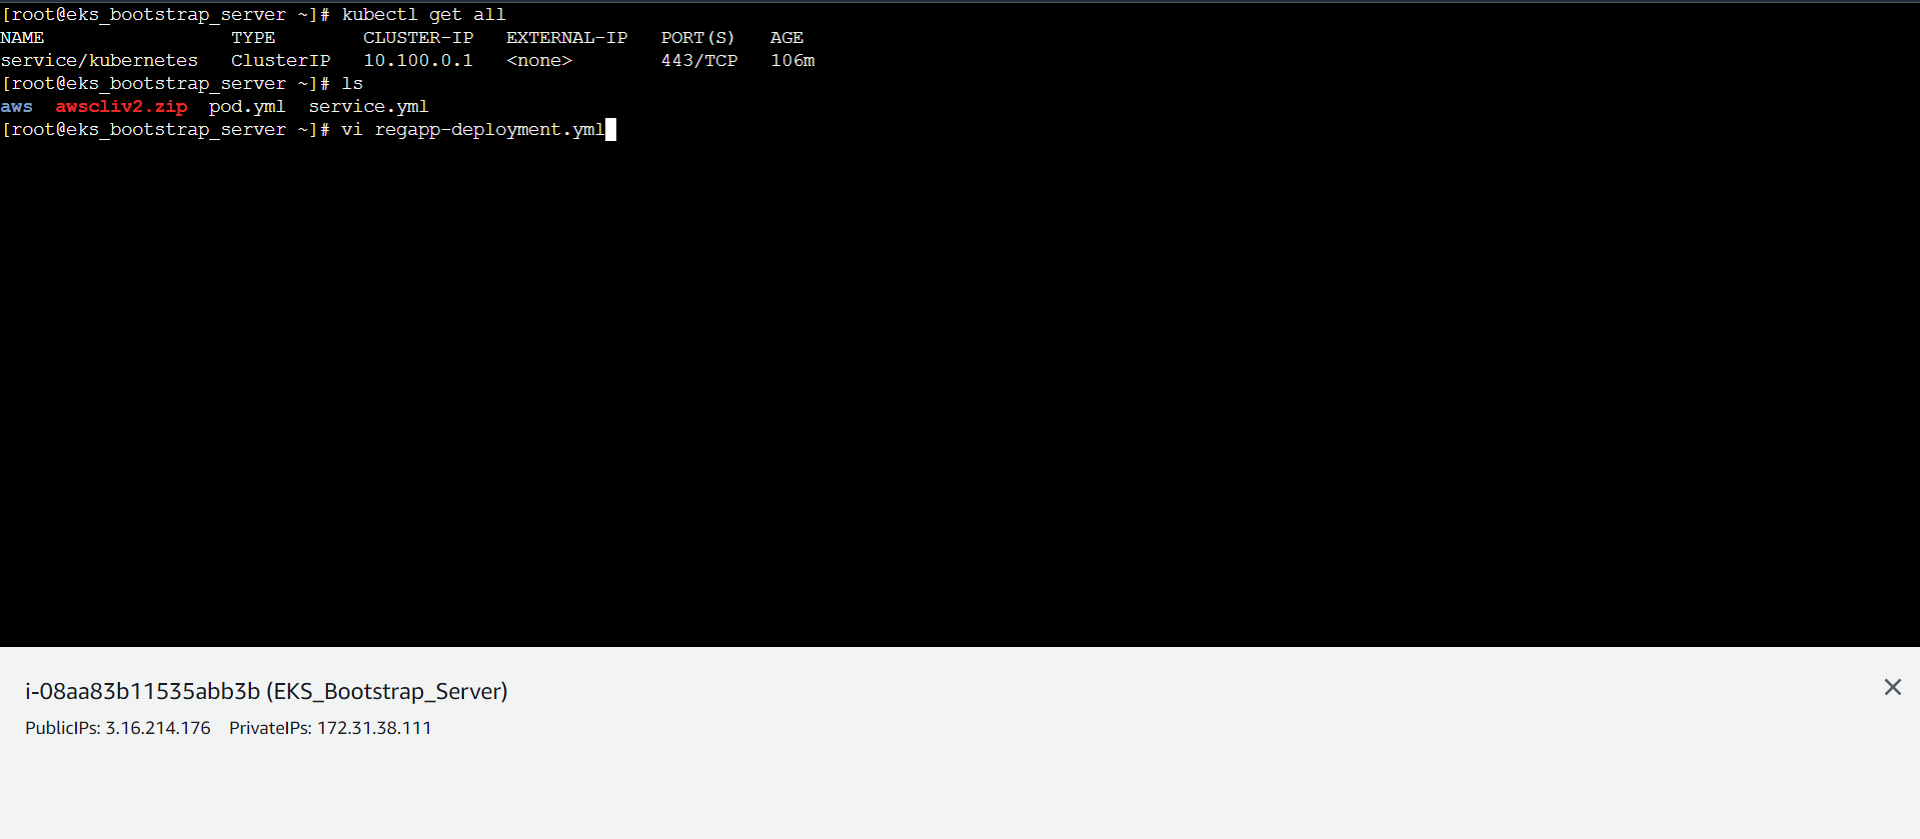 [root@eks_bootstrap_server ~]# kubectl get all
NAME                 TYPE        CLUSTER-IP   EXTERNAL-IP   PORT(S)   AGE
service/kubernetes   ClusterIP   10.100.0.1   <none>        443/TCP   106m
[root@eks_bootstrap_server ~]# ls
aws  awscliv2.zip  pod.yml  service.yml
[root@eks_bootstrap_server ~]# vi regapp-deployment.yml
i-08aa83b11535abb3b (EKS_Bootstrap_Server)
PublicIPs: 3.16.214.176    PrivateIPs: 172.31.38.111